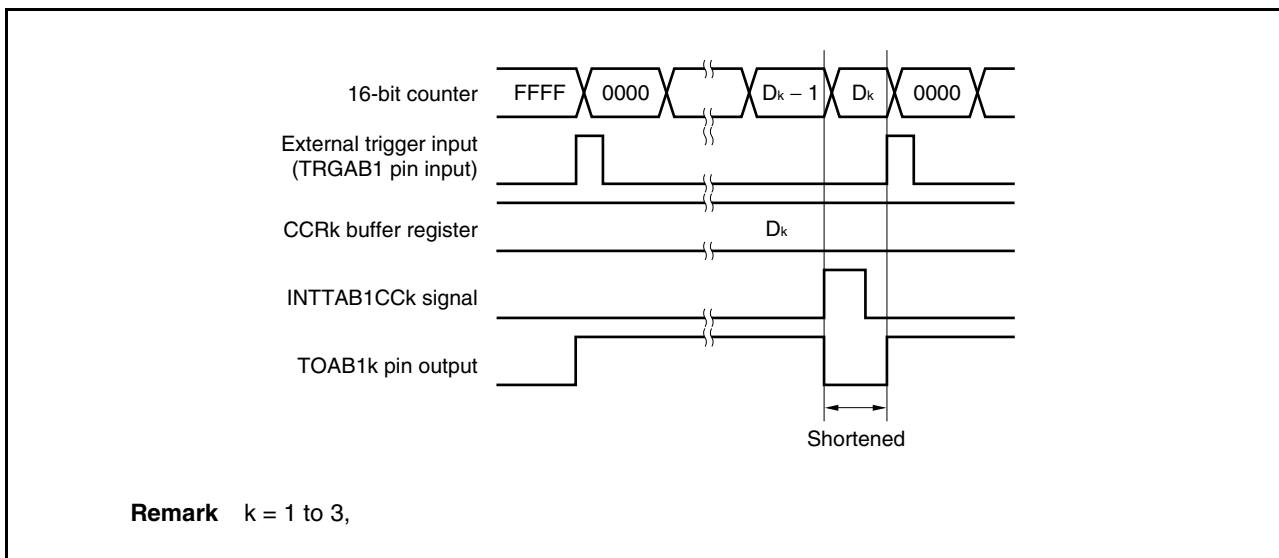 16-bit counter FFFF 0000 Dk − 1 Dk 0000
External trigger input
(TRGAB1 pin input)
CCRk buffer register Dk
INTTAB1CCk signal
TOAB1k pin output
Shortened
Remark k = 1 to 3,